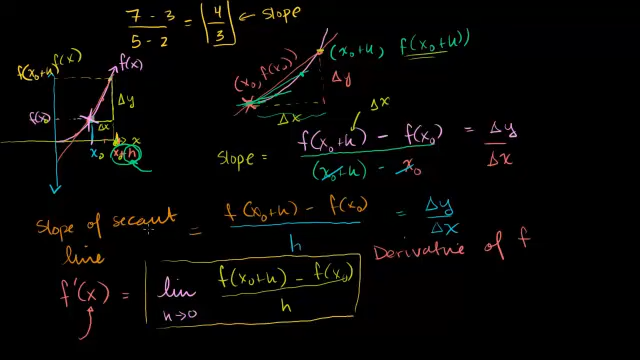 7 - 3 / 5 - 2 = 4/3 ← Slope
f(x₀+h) f(x)
f(x)
f(x₀)
Δy
Δx
x
x₀
x₀+h
(x₀, f(x₀))
(x₀+h, f(x₀+h))
Δy
Δx
Δx
Slope = f(x₀+h) - f(x₀) / (x₀+h) - x₀ = Δy/Δx
Slope of secant line = f(x₀+h) - f(x₀) / h = Δy/Δx
Derivative of f
f'(x) = lim h→0 f(x₀+h) - f(x₀) / h